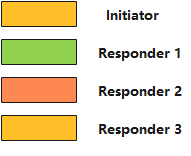 Initiator
Responder 1
Responder 2
Responder 3